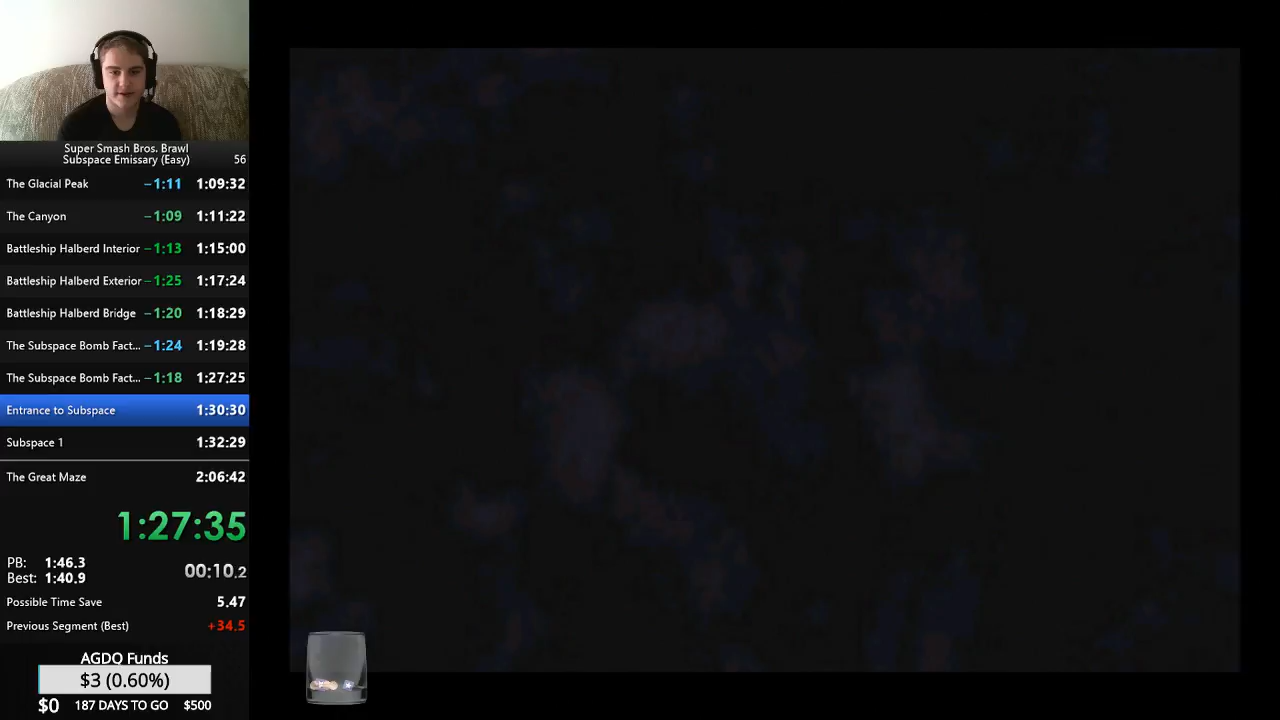 Super Smash Bros. Brawl
Subspace Emissary (Easy) 56
The Glacial Peak −1:11 1:09:32
The Canyon −1:09 1:11:22
Battleship Halberd Interior −1:13 1:15:00
Battleship Halberd Exterior −1:25 1:17:24
Battleship Halberd Bridge −1:20 1:18:29
The Subspace Bomb Fact... −1:24 1:19:28
The Subspace Bomb Fact... −1:18 1:27:25
Entrance to Subspace 1:30:30
Subspace 1 1:32:29
The Great Maze 2:06:42
1:27:35
PB: 1:46.3
Best: 1:40.9 00:10.2
Possible Time Save 5.47
Previous Segment (Best) +34.5
AGDQ Funds
$3 (0.60%)
$0 187 DAYS TO GO $500